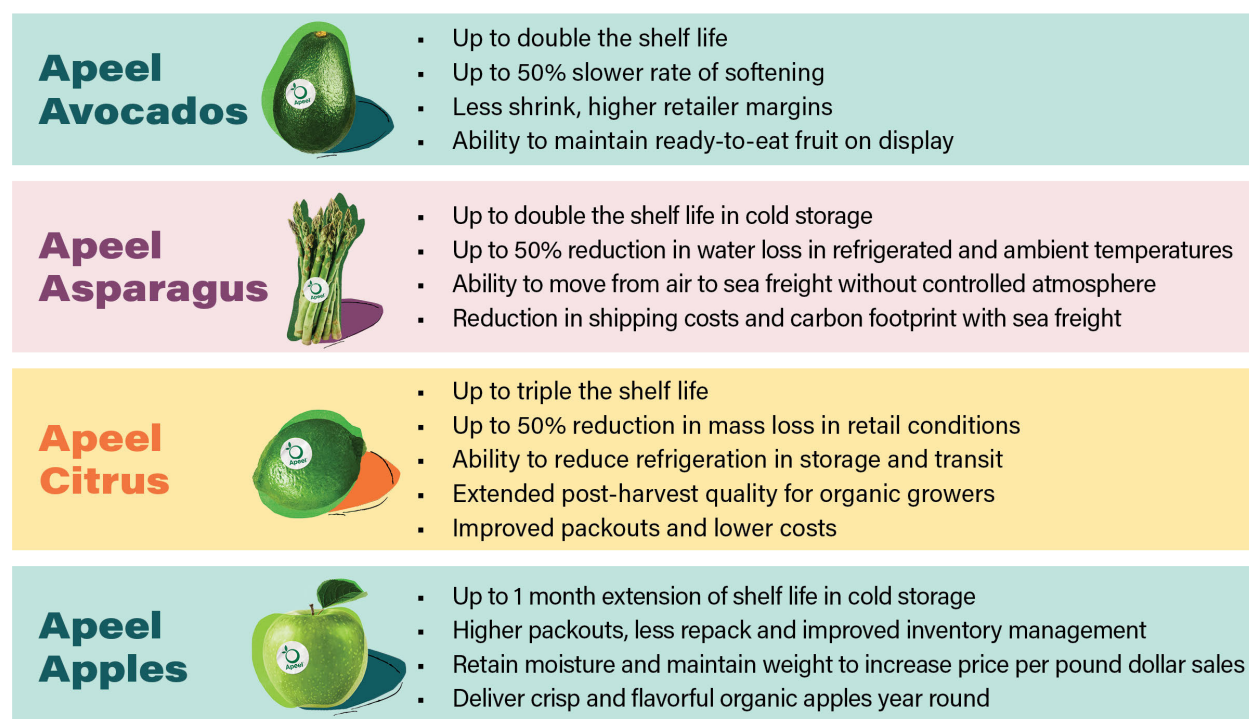 Apeel
Avocados
Apeel
▪ Up to double the shelf life
▪ Up to 50% slower rate of softening
▪ Less shrink, higher retailer margins
▪ Ability to maintain ready-to-eat fruit on display
Apeel
Asparagus
Apeel
▪ Up to double the shelf life in cold storage
▪ Up to 50% reduction in water loss in refrigerated and ambient temperatures
▪ Ability to move from air to sea freight without controlled atmosphere
▪ Reduction in shipping costs and carbon footprint with sea freight
Apeel
Citrus
Apeel
▪ Up to triple the shelf life
▪ Up to 50% reduction in mass loss in retail conditions
▪ Ability to reduce refrigeration in storage and transit
▪ Extended post-harvest quality for organic growers
▪ Improved packouts and lower costs
Apeel
Apples
Apeel
▪ Up to 1 month extension of shelf life in cold storage
▪ Higher packouts, less repack and improved inventory management
▪ Retain moisture and maintain weight to increase price per pound dollar sales
▪ Deliver crisp and flavorful organic apples year round